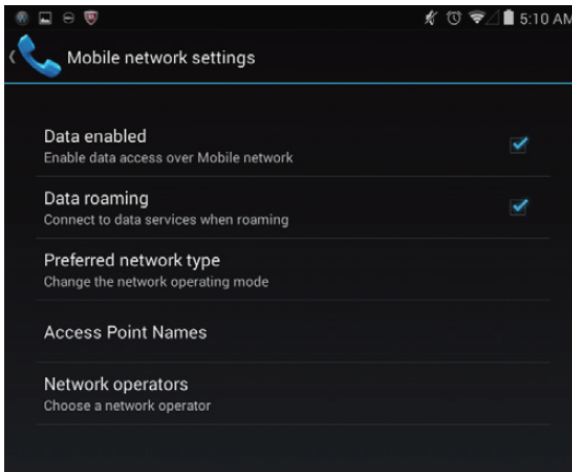 5:10 AM
Mobile network settings
Data enabled
Enable data access over Mobile network
Data roaming
Connect to data services when roaming
Preferred network type
Change the network operating mode
Access Point Names
Network operators
Choose a network operator